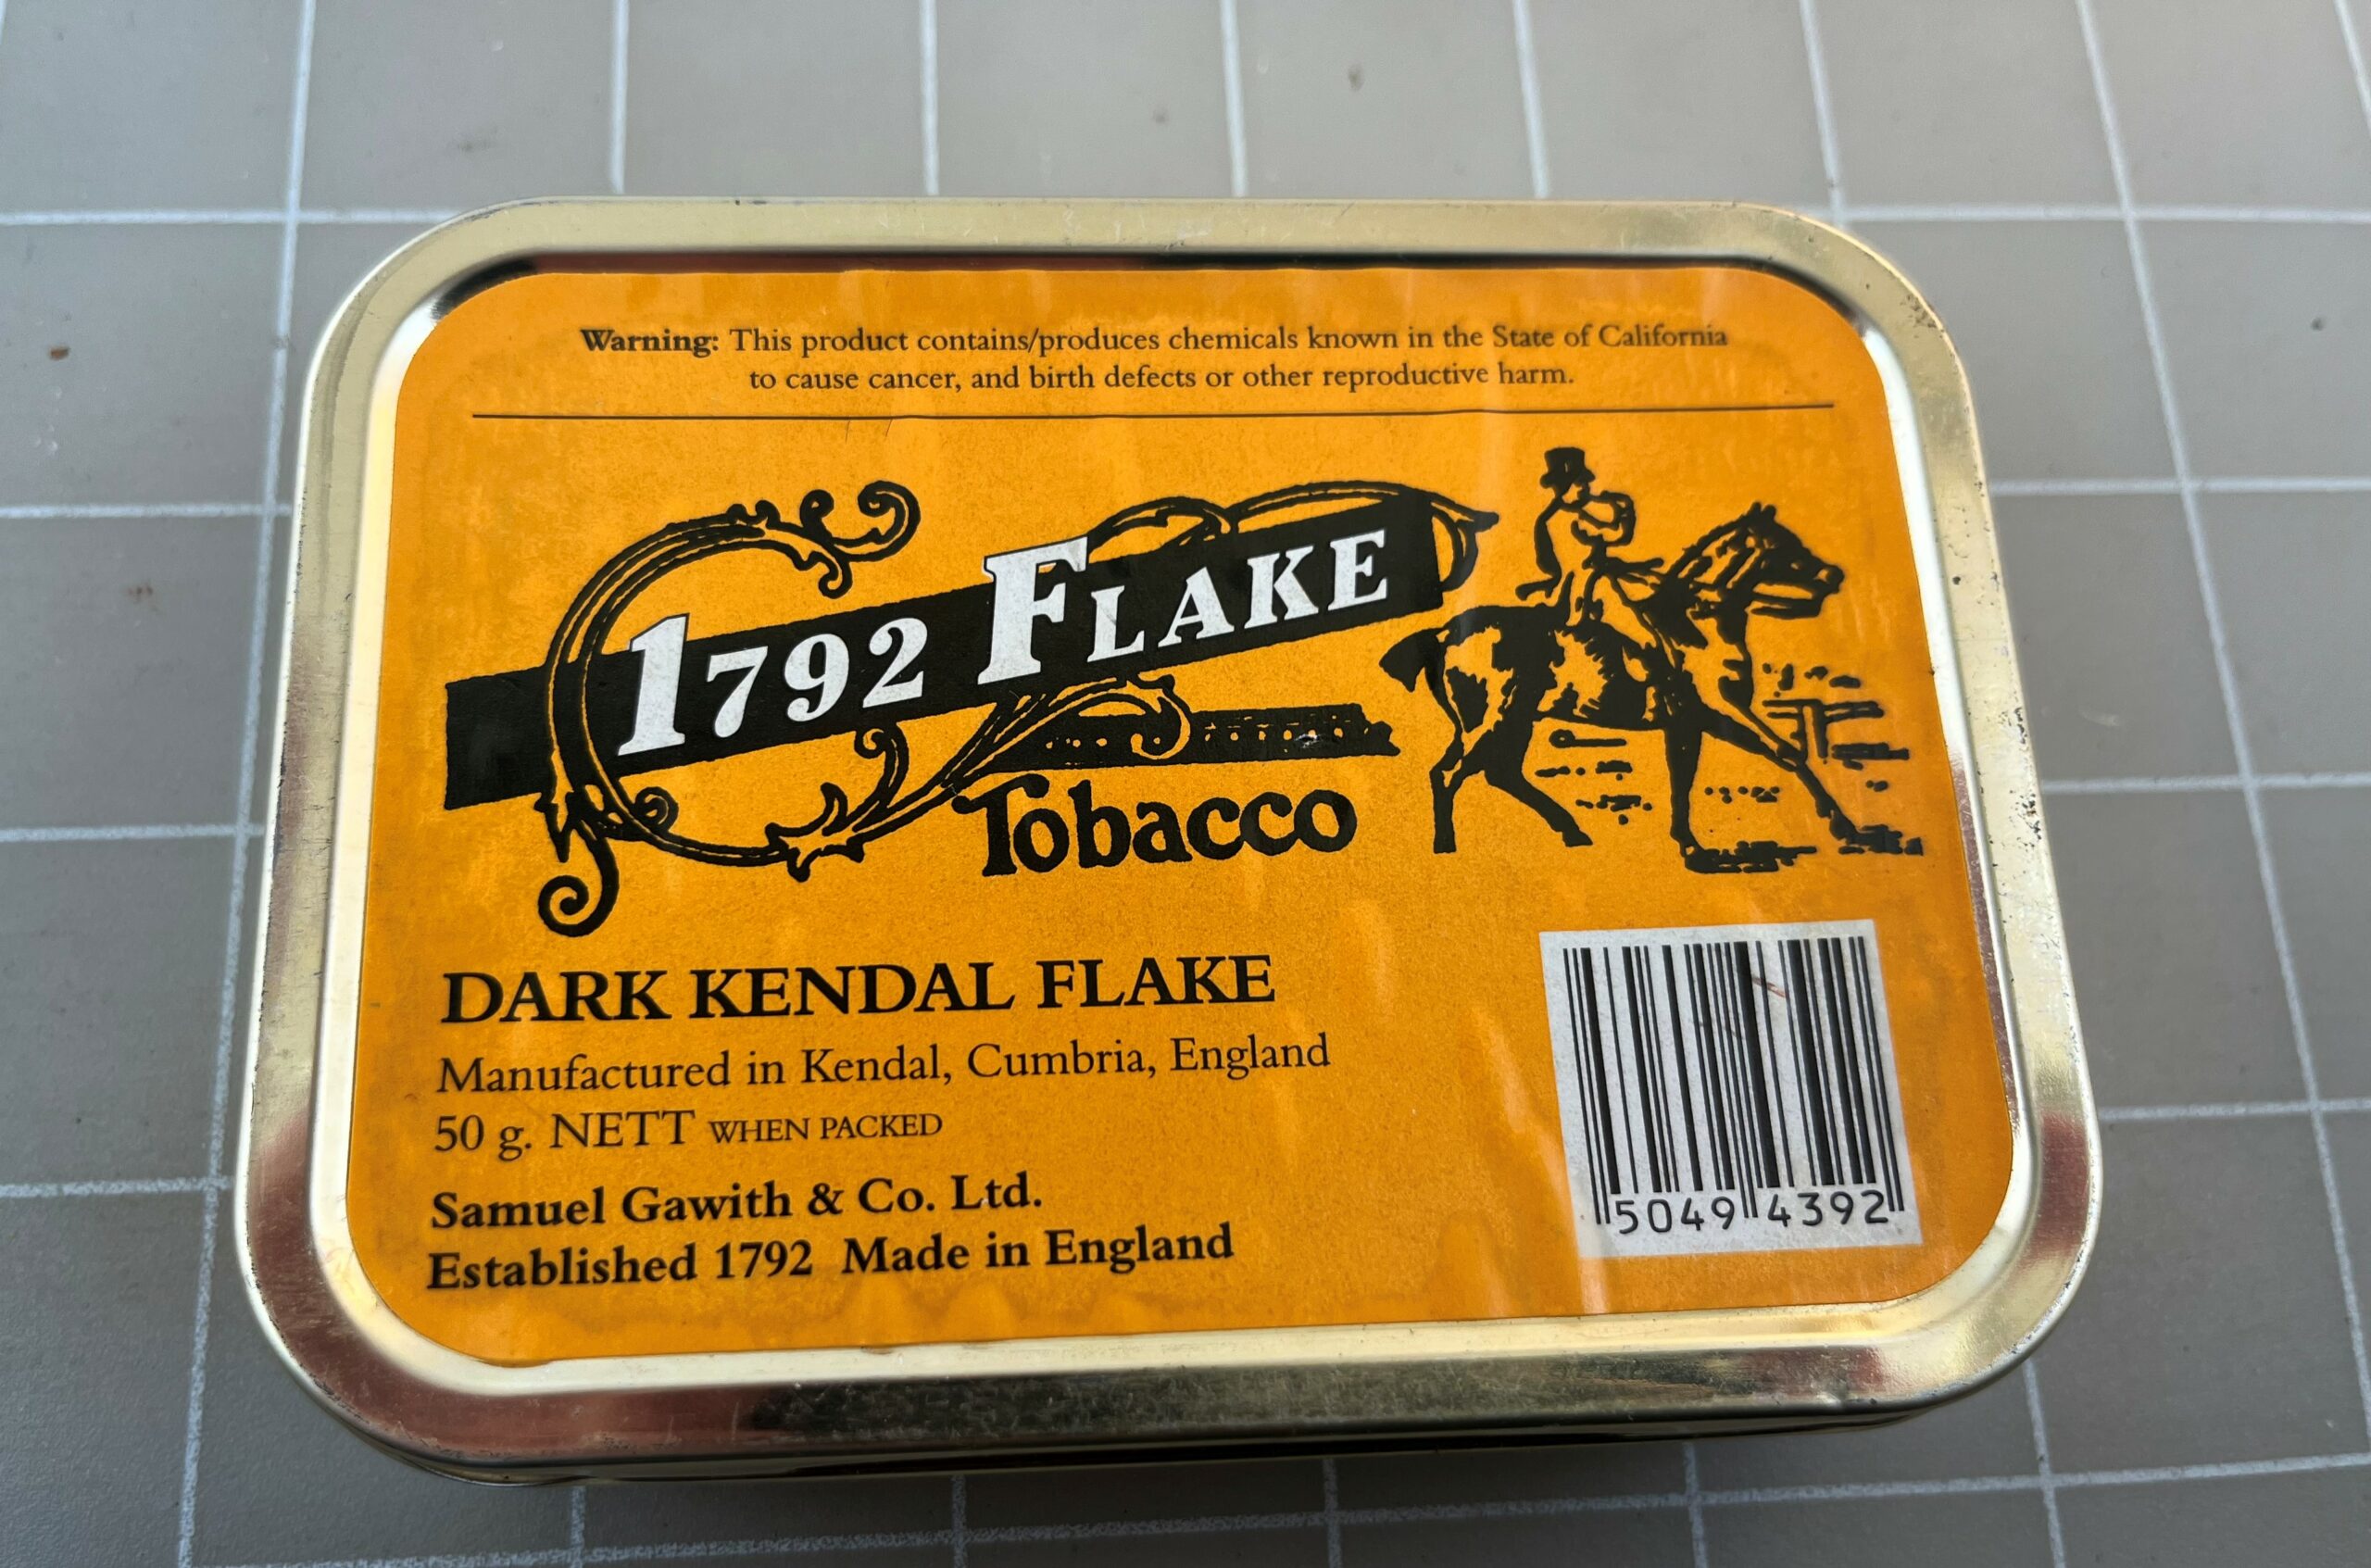 Warning: This product contains/produces chemicals known in the State of California
to cause cancer, and birth defects or other reproductive harm.
1792 FLAKE
Tobacco
DARK KENDAL FLAKE
Manufactured in Kendal, Cumbria, England
50 g. NETT WHEN PACKED
Samuel Gawith & Co. Ltd.
Established 1792 Made in England
5049 4392